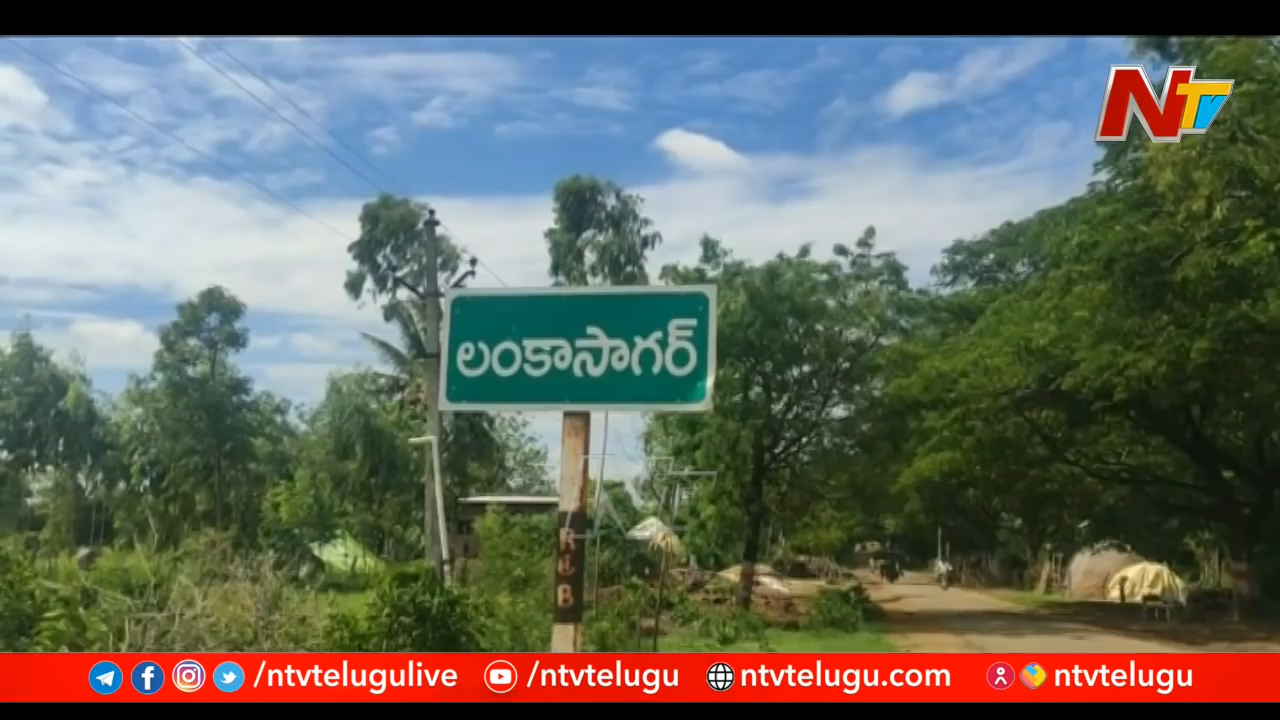 NTV
లంకాసాగర్
R&B
/ntvtelugulive /ntvtelugu ntvtelugu.com ntvtelugu